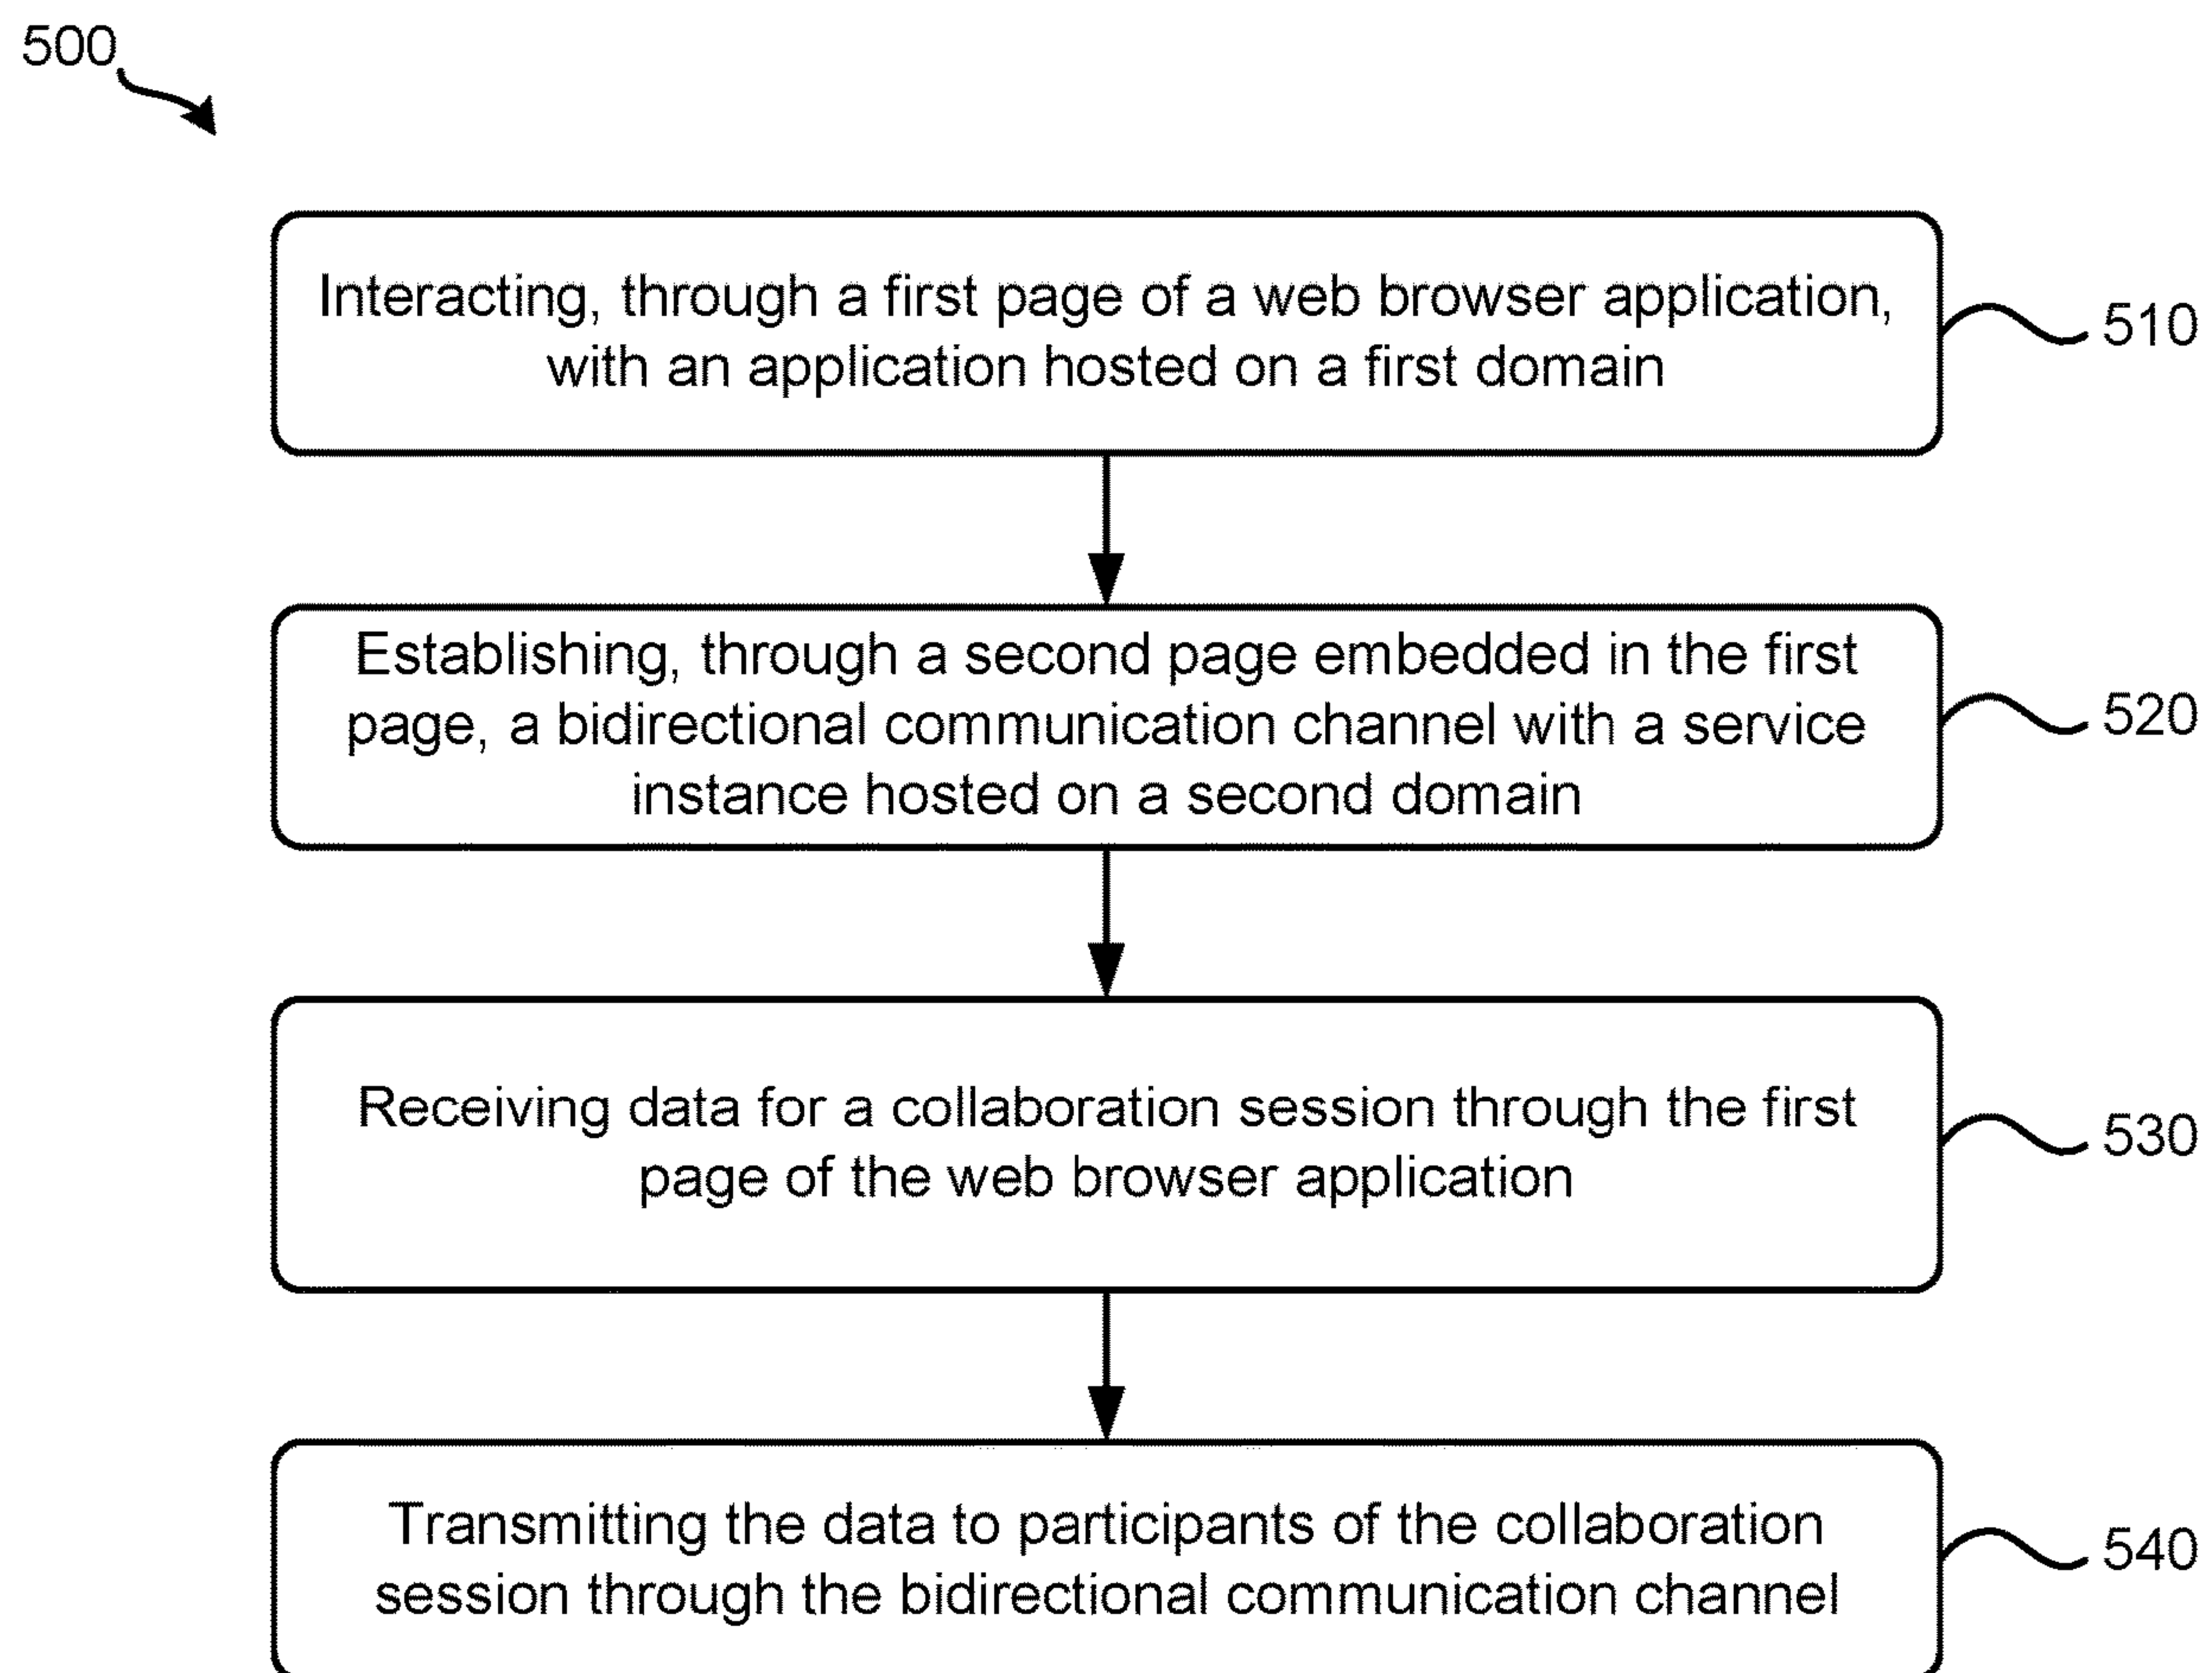 500
Interacting, through a first page of a web browser application,
with an application hosted on a first domain
510
Establishing, through a second page embedded in the first
page, a bidirectional communication channel with a service
instance hosted on a second domain
520
Receiving data for a collaboration session through the first
page of the web browser application
530
Transmitting the data to participants of the collaboration
session through the bidirectional communication channel
540